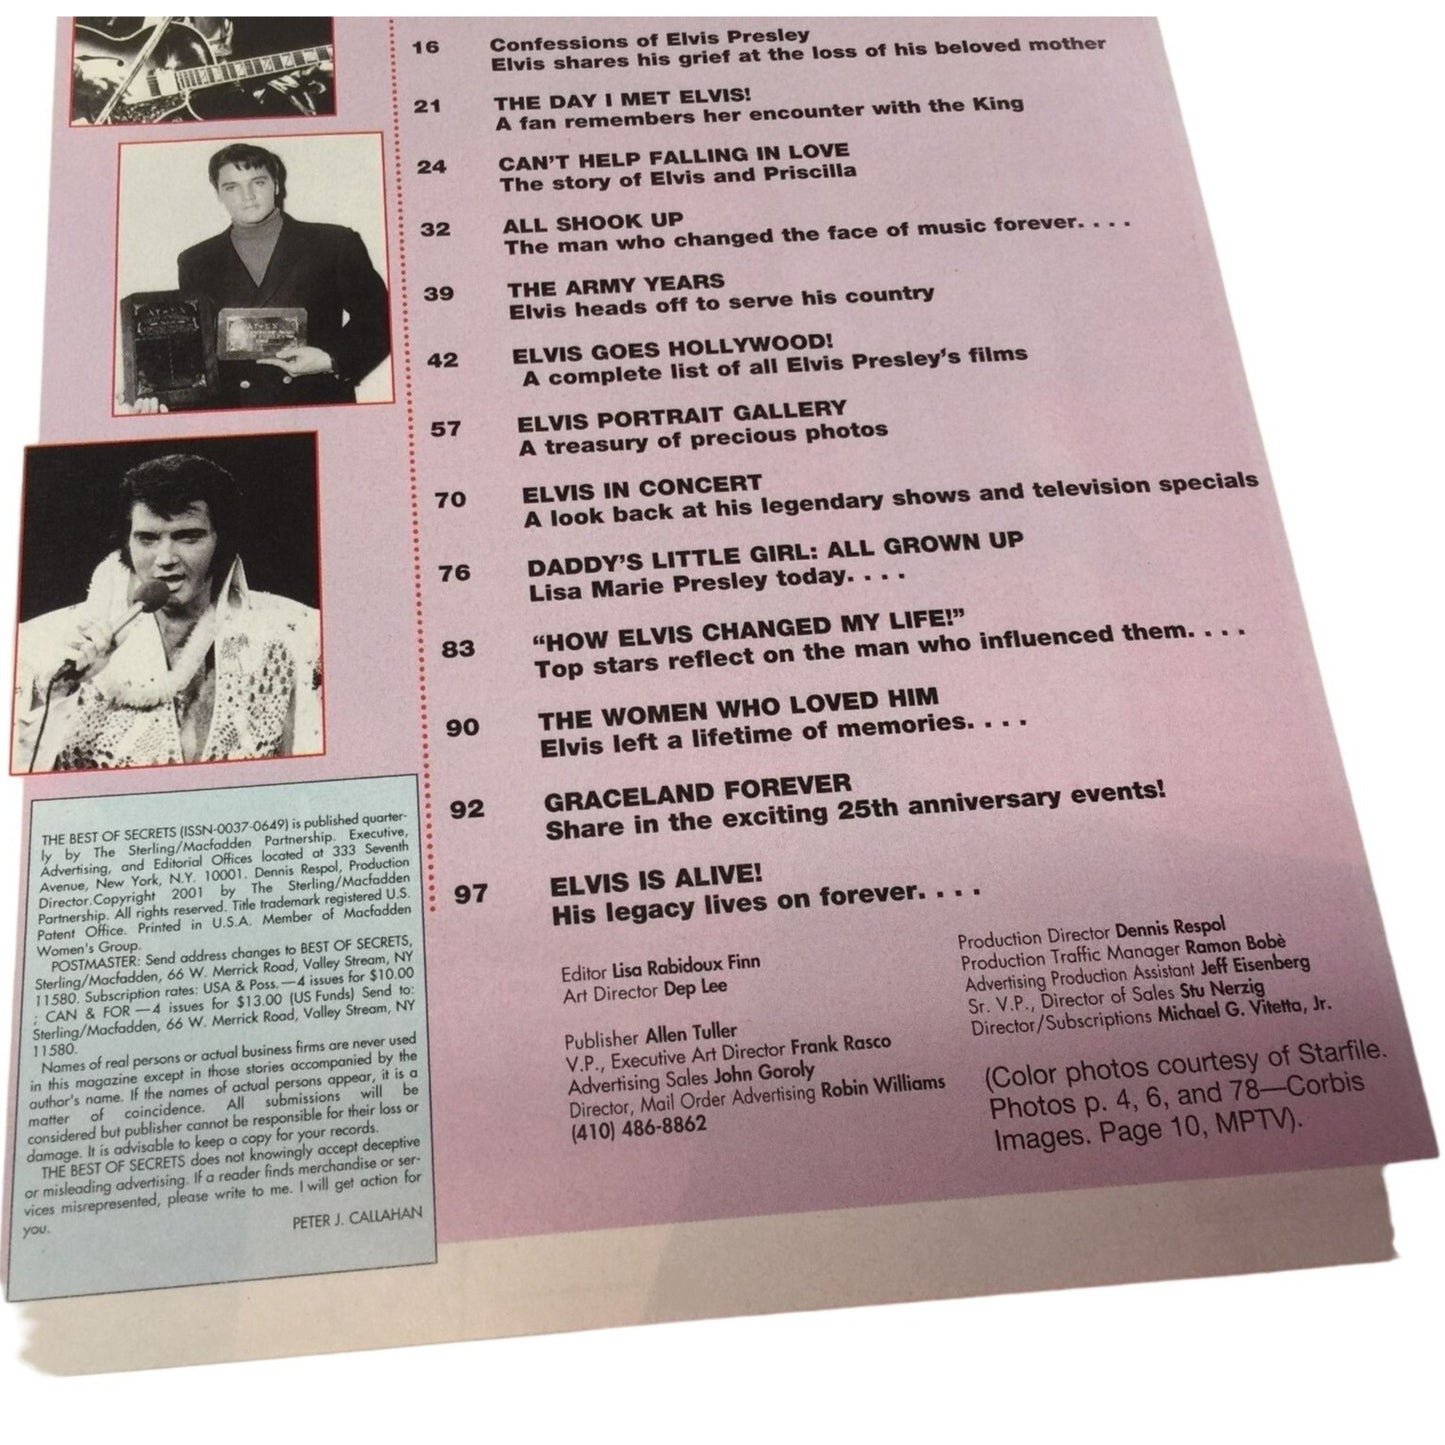 16 Confessions of Elvis Presley
Elvis shares his grief at the loss of his beloved mother
21 THE DAY I MET ELVIS!
A fan remembers her encounter with the King
24 CAN'T HELP FALLING IN LOVE
The story of Elvis and Priscilla
32 ALL SHOOK UP
The man who changed the face of music forever. . . .
39 THE ARMY YEARS
Elvis heads off to serve his country
42 ELVIS GOES HOLLYWOOD!
A complete list of all Elvis Presley's films
57 ELVIS PORTRAIT GALLERY
A treasury of precious photos
70 ELVIS IN CONCERT
A look back at his legendary shows and television specials
76 DADDY'S LITTLE GIRL: ALL GROWN UP
Lisa Marie Presley today. . . .
83 “HOW ELVIS CHANGED MY LIFE!”
Top stars reflect on the man who influenced them. . . .
90 THE WOMEN WHO LOVED HIM
Elvis left a lifetime of memories. . . .
92 GRACELAND FOREVER
Share in the exciting 25th anniversary events!
97 ELVIS IS ALIVE!
His legacy lives on forever. . . .
THE BEST OF SECRETS (ISSN-0037-0649) is published quarter-
ly by The Sterling/Macfadden Partnership. Executive,
Advertising, and Editorial Offices located at 333 Seventh
Avenue, New York, N.Y. 10001. Dennis Respol, Production
Director.Copyright 2001 by The Sterling/Macfadden
Partnership. All rights reserved. Title trademark registered U.S.
Patent Office. Printed in U.S.A. Member of Macfadden
Women's Group.
POSTMASTER: Send address changes to BEST OF SECRETS,
Sterling/Macfadden, 66 W. Merrick Road, Valley Stream, NY
11580. Subscription rates: USA & Poss.—4 issues for $10.00
; CAN & FOR—4 issues for $13.00 (US Funds) Send to:
Sterling/Macfadden, 66 W. Merrick Road, Valley Stream, NY
11580.
Names of real persons or actual business firms are never used
in this magazine except in those stories accompanied by the
author's name. If the names of actual persons appear, it is a
matter of coincidence. All submissions will be
considered but publisher cannot be responsible for their loss or
damage. It is advisable to keep a copy for your records.
THE BEST OF SECRETS does not knowingly accept deceptive
or misleading advertising. If a reader finds merchandise or ser-
vices misrepresented, please write to me. I will get action for
you.
PETER J. CALLAHAN
Editor Lisa Rabidoux Finn
Art Director Dep Lee
Publisher Allen Tuller
V.P., Executive Art Director Frank Rasco
Advertising Sales John Goroly
Director, Mail Order Advertising Robin Williams
(410) 486-8862
Production Director Dennis Respol
Production Traffic Manager Ramon Bobè
Advertising Production Assistant Jeff Eisenberg
Sr. V.P., Director of Sales Stu Nerzig
Director/Subscriptions Michael G. Vitetta, Jr.
(Color photos courtesy of Starfile.
Photos p. 4, 6, and 78—Corbis
Images. Page 10, MPTV).